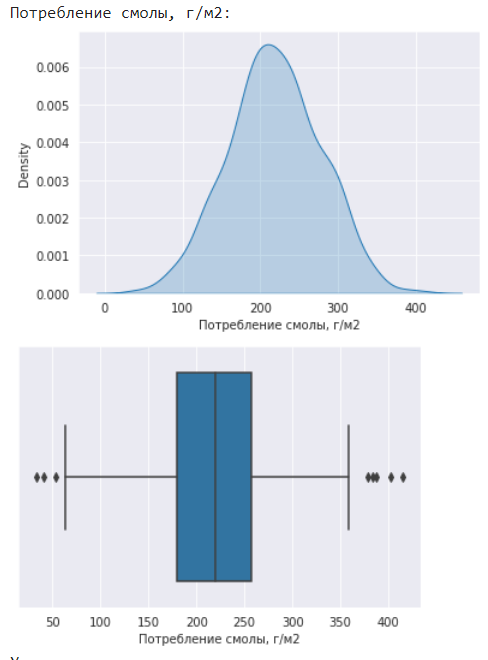 Потребление смолы, г/м2:
0.006
0.005
0.004
0.003
0.002
0.001
0.000
Density
0 100 200 300 400
Потребление смолы, г/м2
50 100 150 200 250 300 350 400
Потребление смолы, г/м2